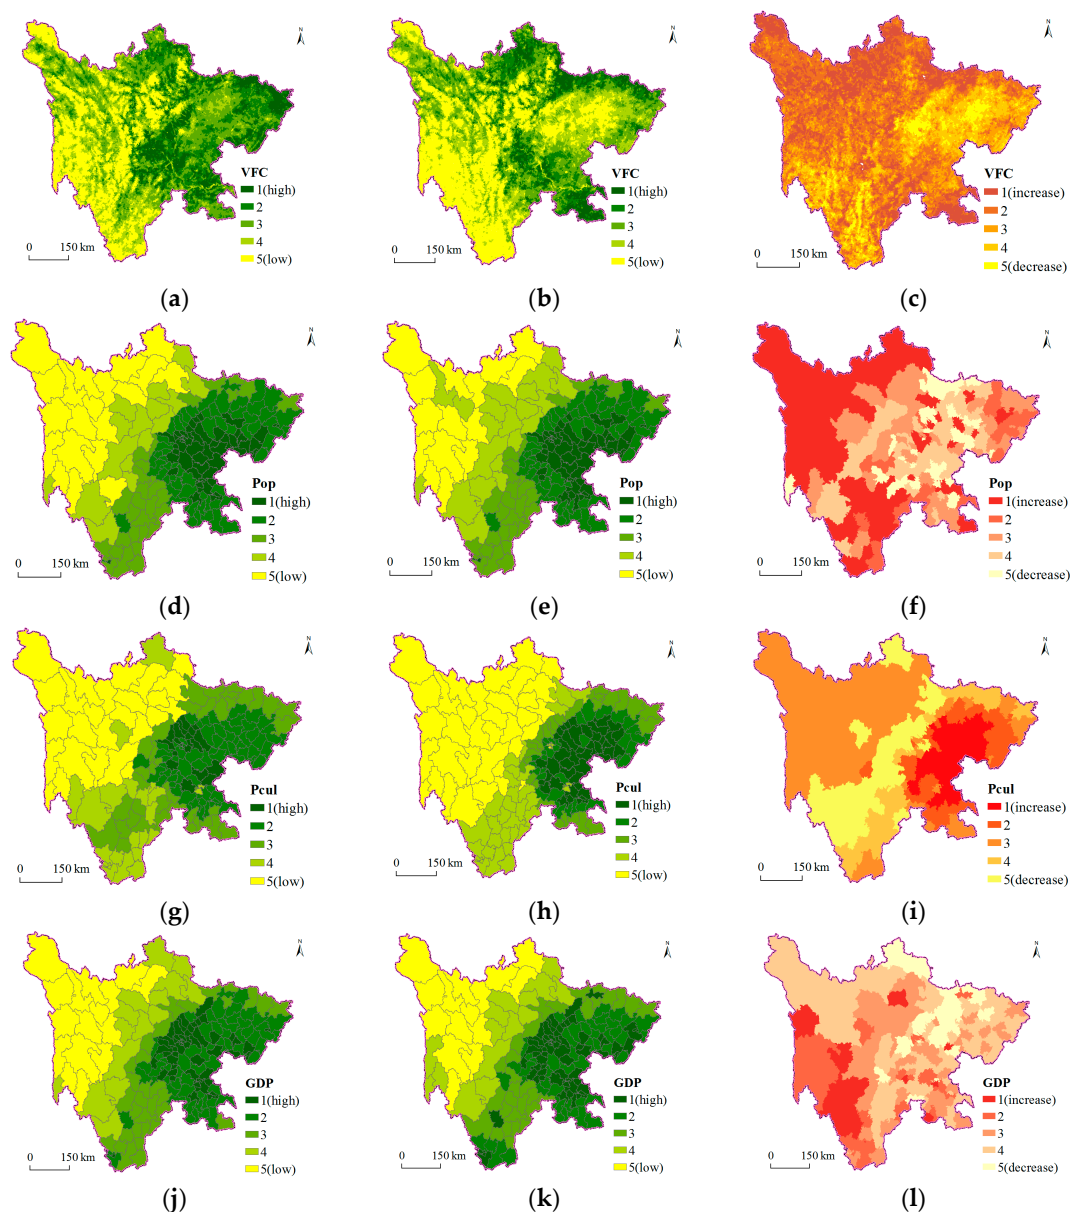 N
N
N
VFC
1(high)
2
3
4
5(low)
0 150 km
VFC
1(high)
2
3
4
5(low)
0 150 km
VFC
1(increase)
2
3
4
5(decrease)
0 150 km
(a)
(b)
(c)
N
N
N
Pop
1(high)
2
3
4
5(low)
0 150 km
Pop
1(high)
2
3
4
5(low)
0 150 km
Pop
1(increase)
2
3
4
5(decrease)
0 150 km
(d)
(e)
(f)
N
N
N
Pcul
1(high)
2
3
4
5(low)
0 150 km
Pcul
1(high)
2
3
4
5(low)
0 150 km
Pcul
1(increase)
2
3
4
5(decrease)
0 150 km
(g)
(h)
(i)
N
N
N
GDP
1(high)
2
3
4
5(low)
0 150 km
GDP
1(high)
2
3
4
5(low)
0 150 km
GDP
1(increase)
2
3
4
5(decrease)
0 150 km
(j)
(k)
(l)